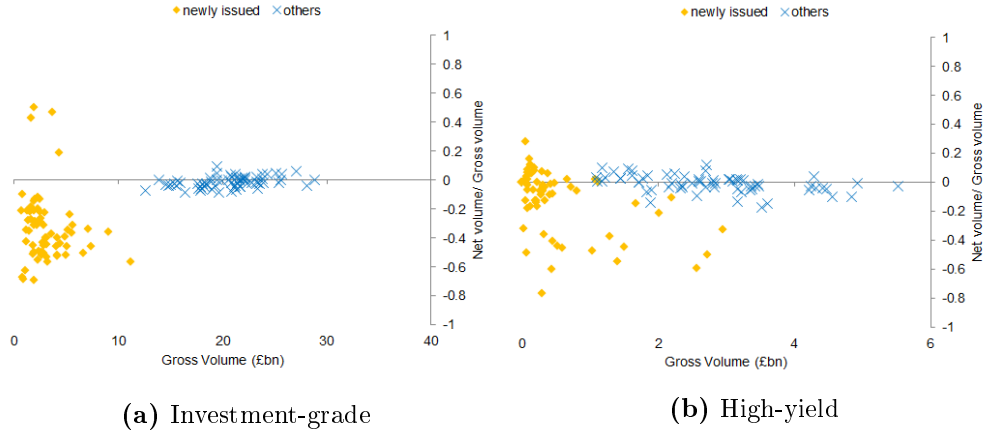 newly issued others
1
0.8
0.6
0.4
0.2
0
-0.2
-0.4
-0.6
-0.8
-1
Net volume/ Gross volume
0 10 20 30 40
Gross Volume (£bn)
(a) Investment-grade
newly issued others
1
0.8
0.6
0.4
0.2
0
-0.2
-0.4
-0.6
-0.8
-1
Net volume/ Gross volume
0 2 4 6
Gross Volume (£bn)
(b) High-yield